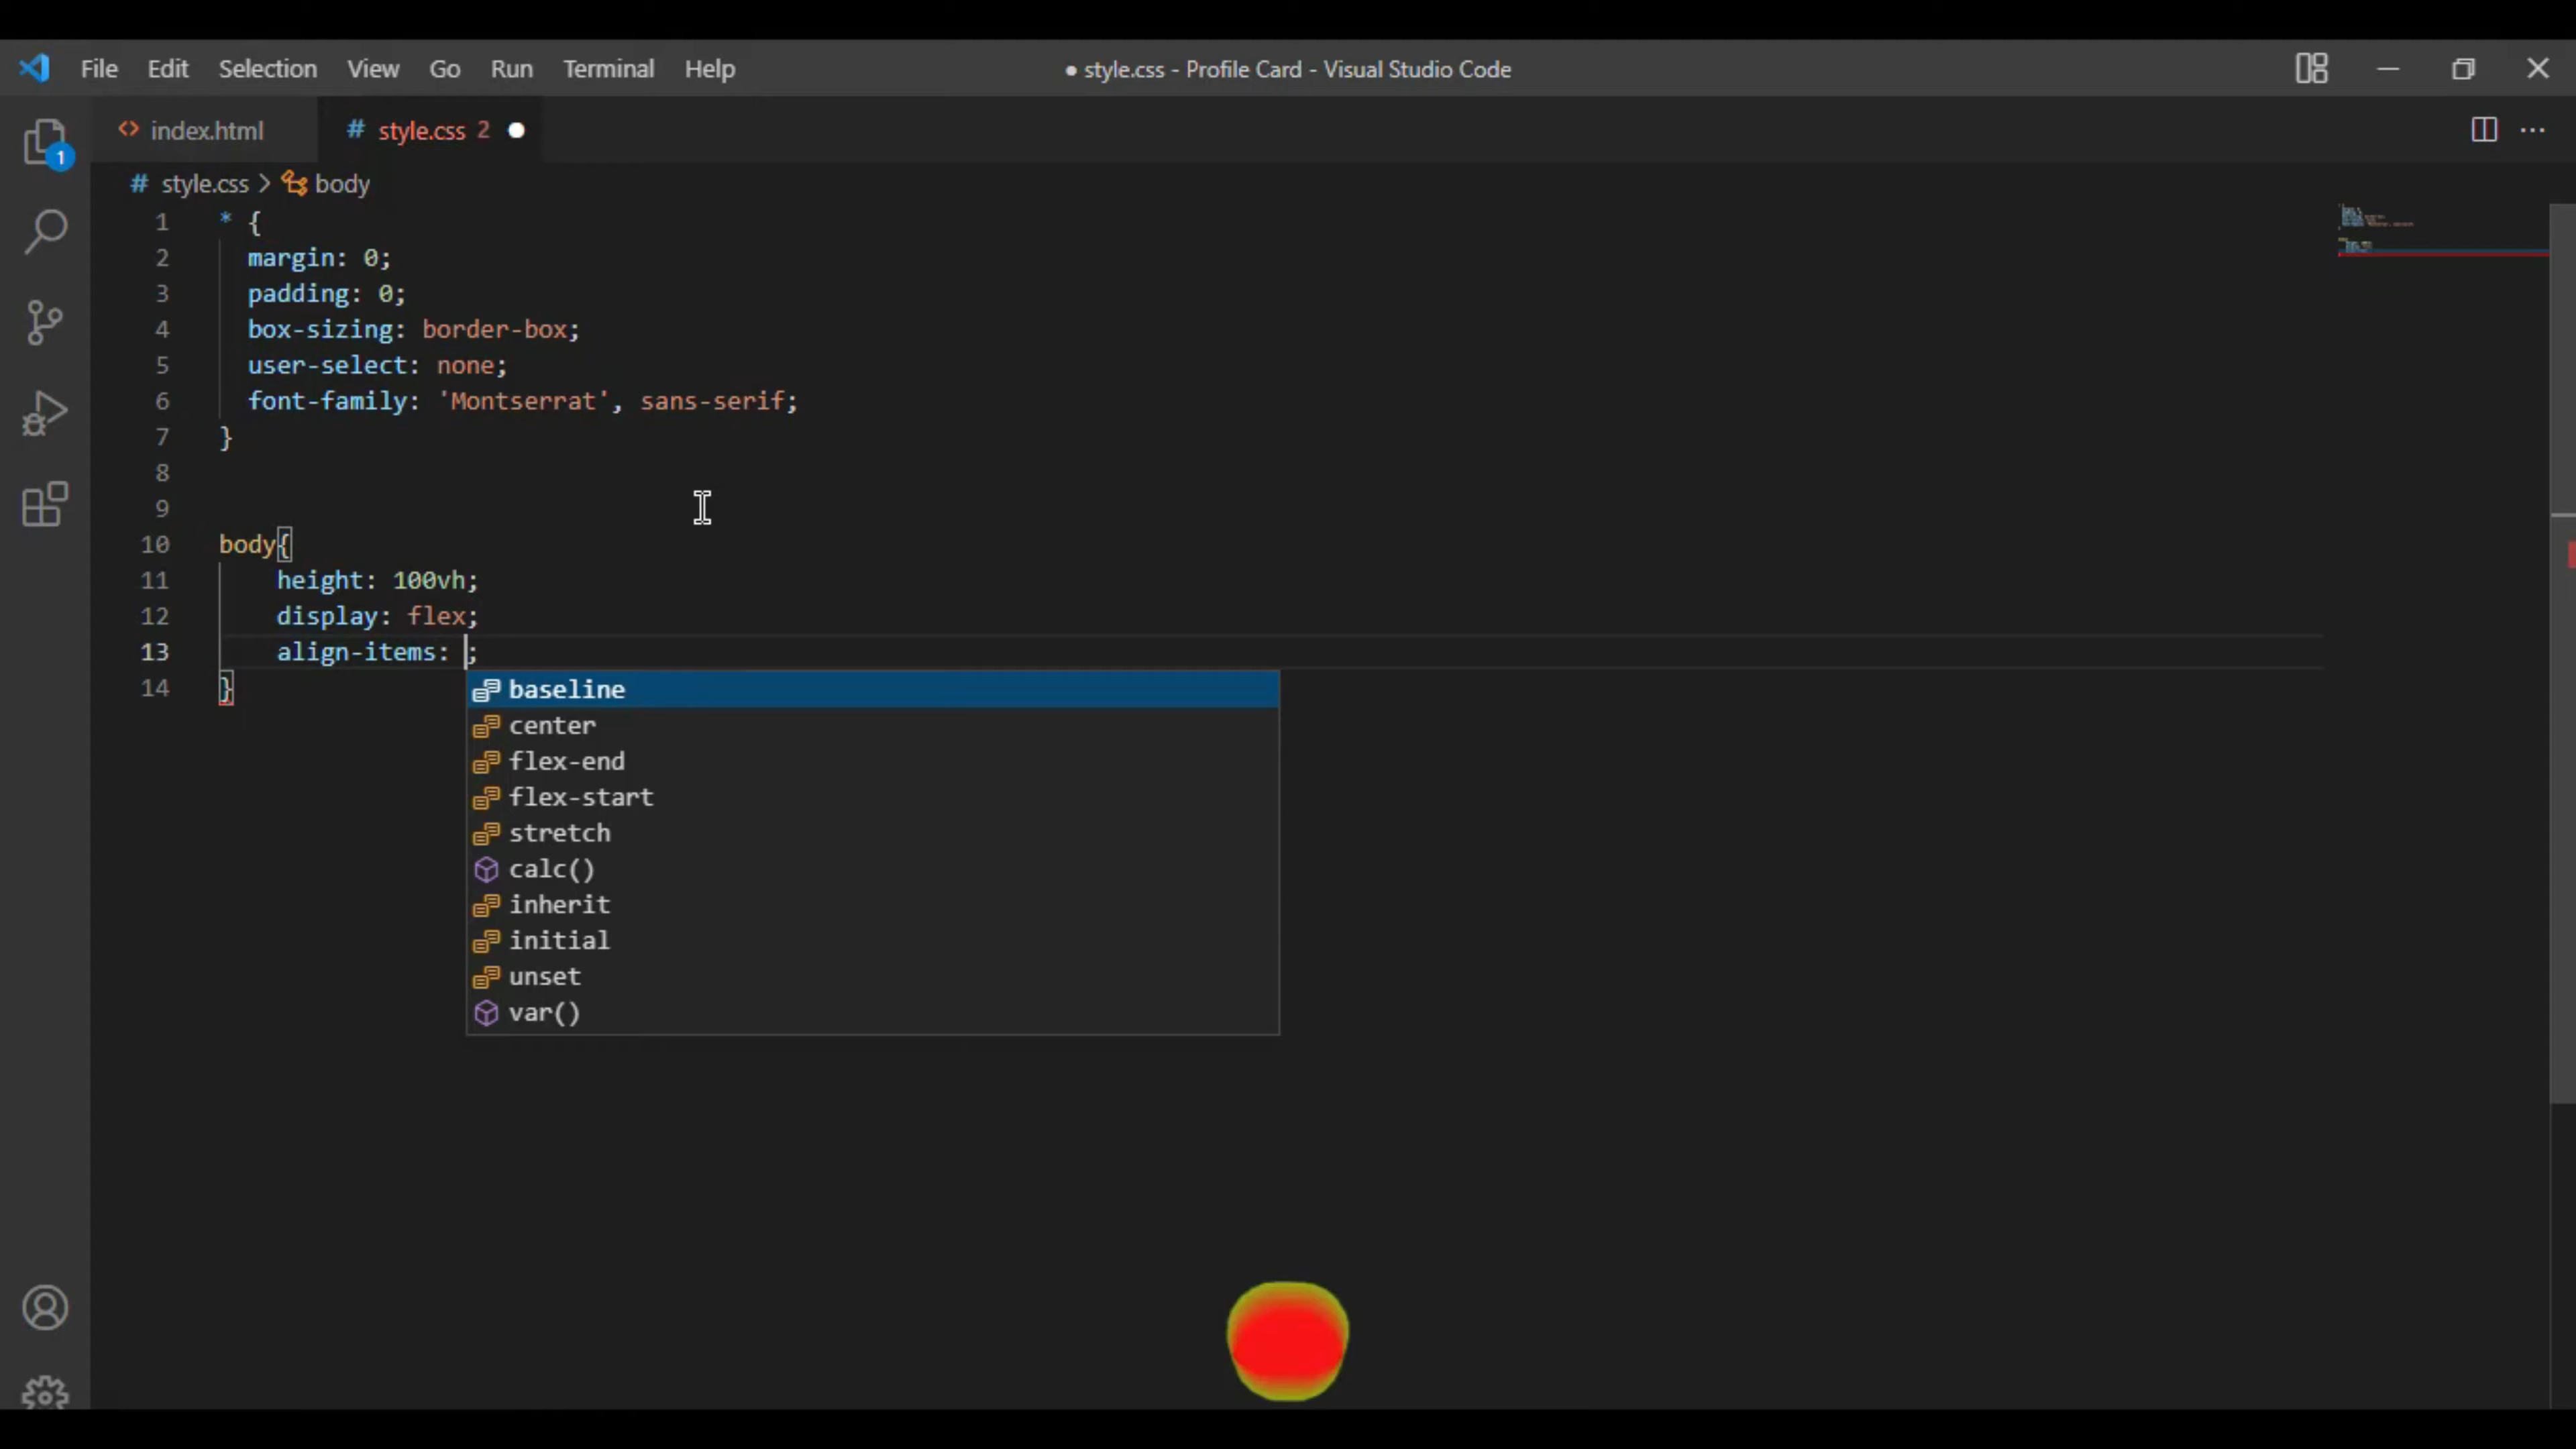 File Edit Selection View Go Run Terminal Help ● style.css - Profile Card - Visual Studio Code
index.html # style.css 2
1
# style.css > body
1 * {
2 margin: 0;
3 padding: 0;
4 box-sizing: border-box;
5 user-select: none;
6 font-family: 'Montserrat', sans-serif;
7 }
8
9
10 body{
11 height: 100vh;
12 display: flex;
13 align-items: ;
14 }
baseline
center
flex-end
flex-start
stretch
calc()
inherit
initial
unset
var()